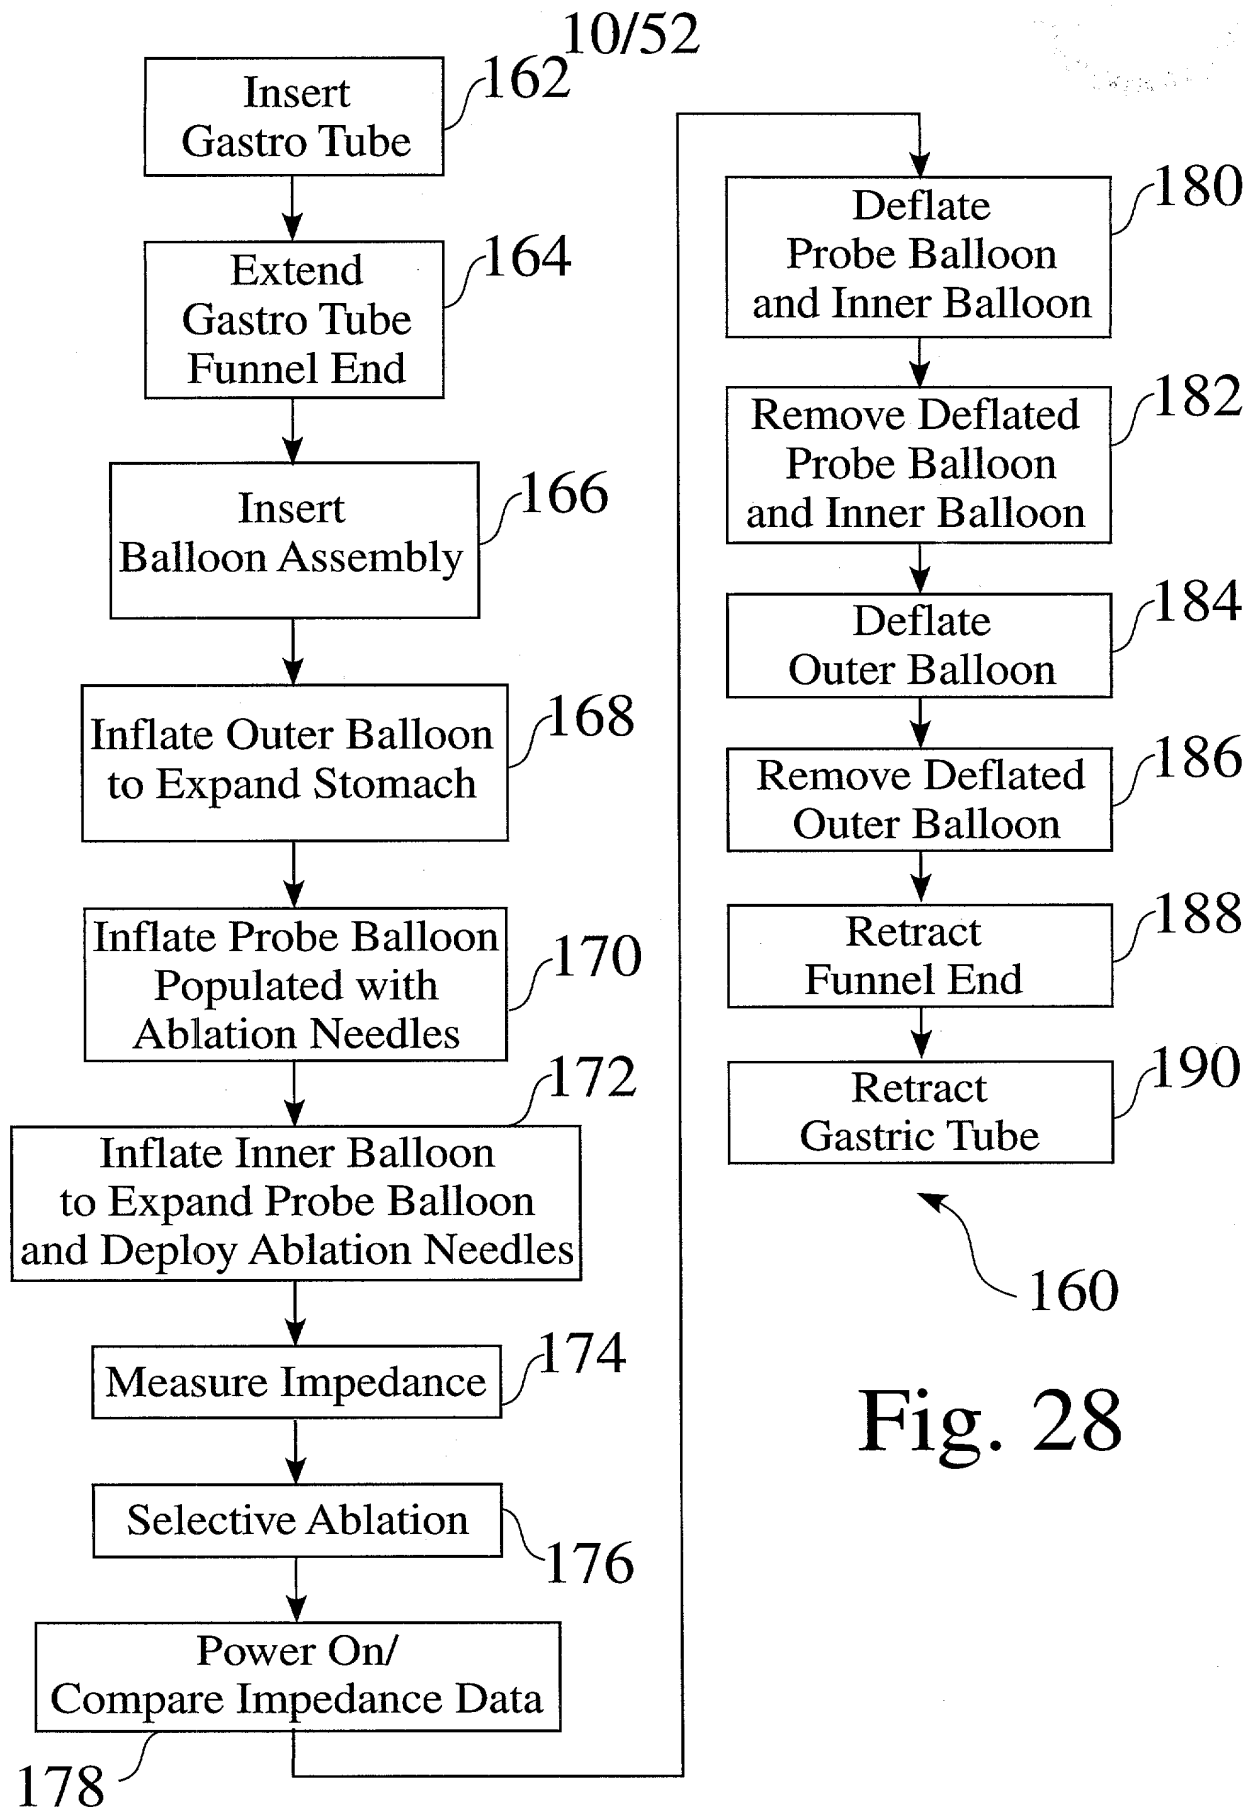 10/52
Insert
Gastro Tube
162
Extend
Gastro Tube
Funnel End
164
Insert
Balloon Assembly
166
Inflate Outer Balloon
to Expand Stomach
168
Inflate Probe Balloon
Populated with
Ablation Needles
170
Inflate Inner Balloon
to Expand Probe Balloon
and Deploy Ablation Needles
172
Measure Impedance
174
Selective Ablation
176
Power On/
Compare Impedance Data
178
Deflate
Probe Balloon
and Inner Balloon
180
Remove Deflated
Probe Balloon
and Inner Balloon
182
Deflate
Outer Balloon
184
Remove Deflated
Outer Balloon
186
Retract
Funnel End
188
Retract
Gastric Tube
190
160
Fig. 28